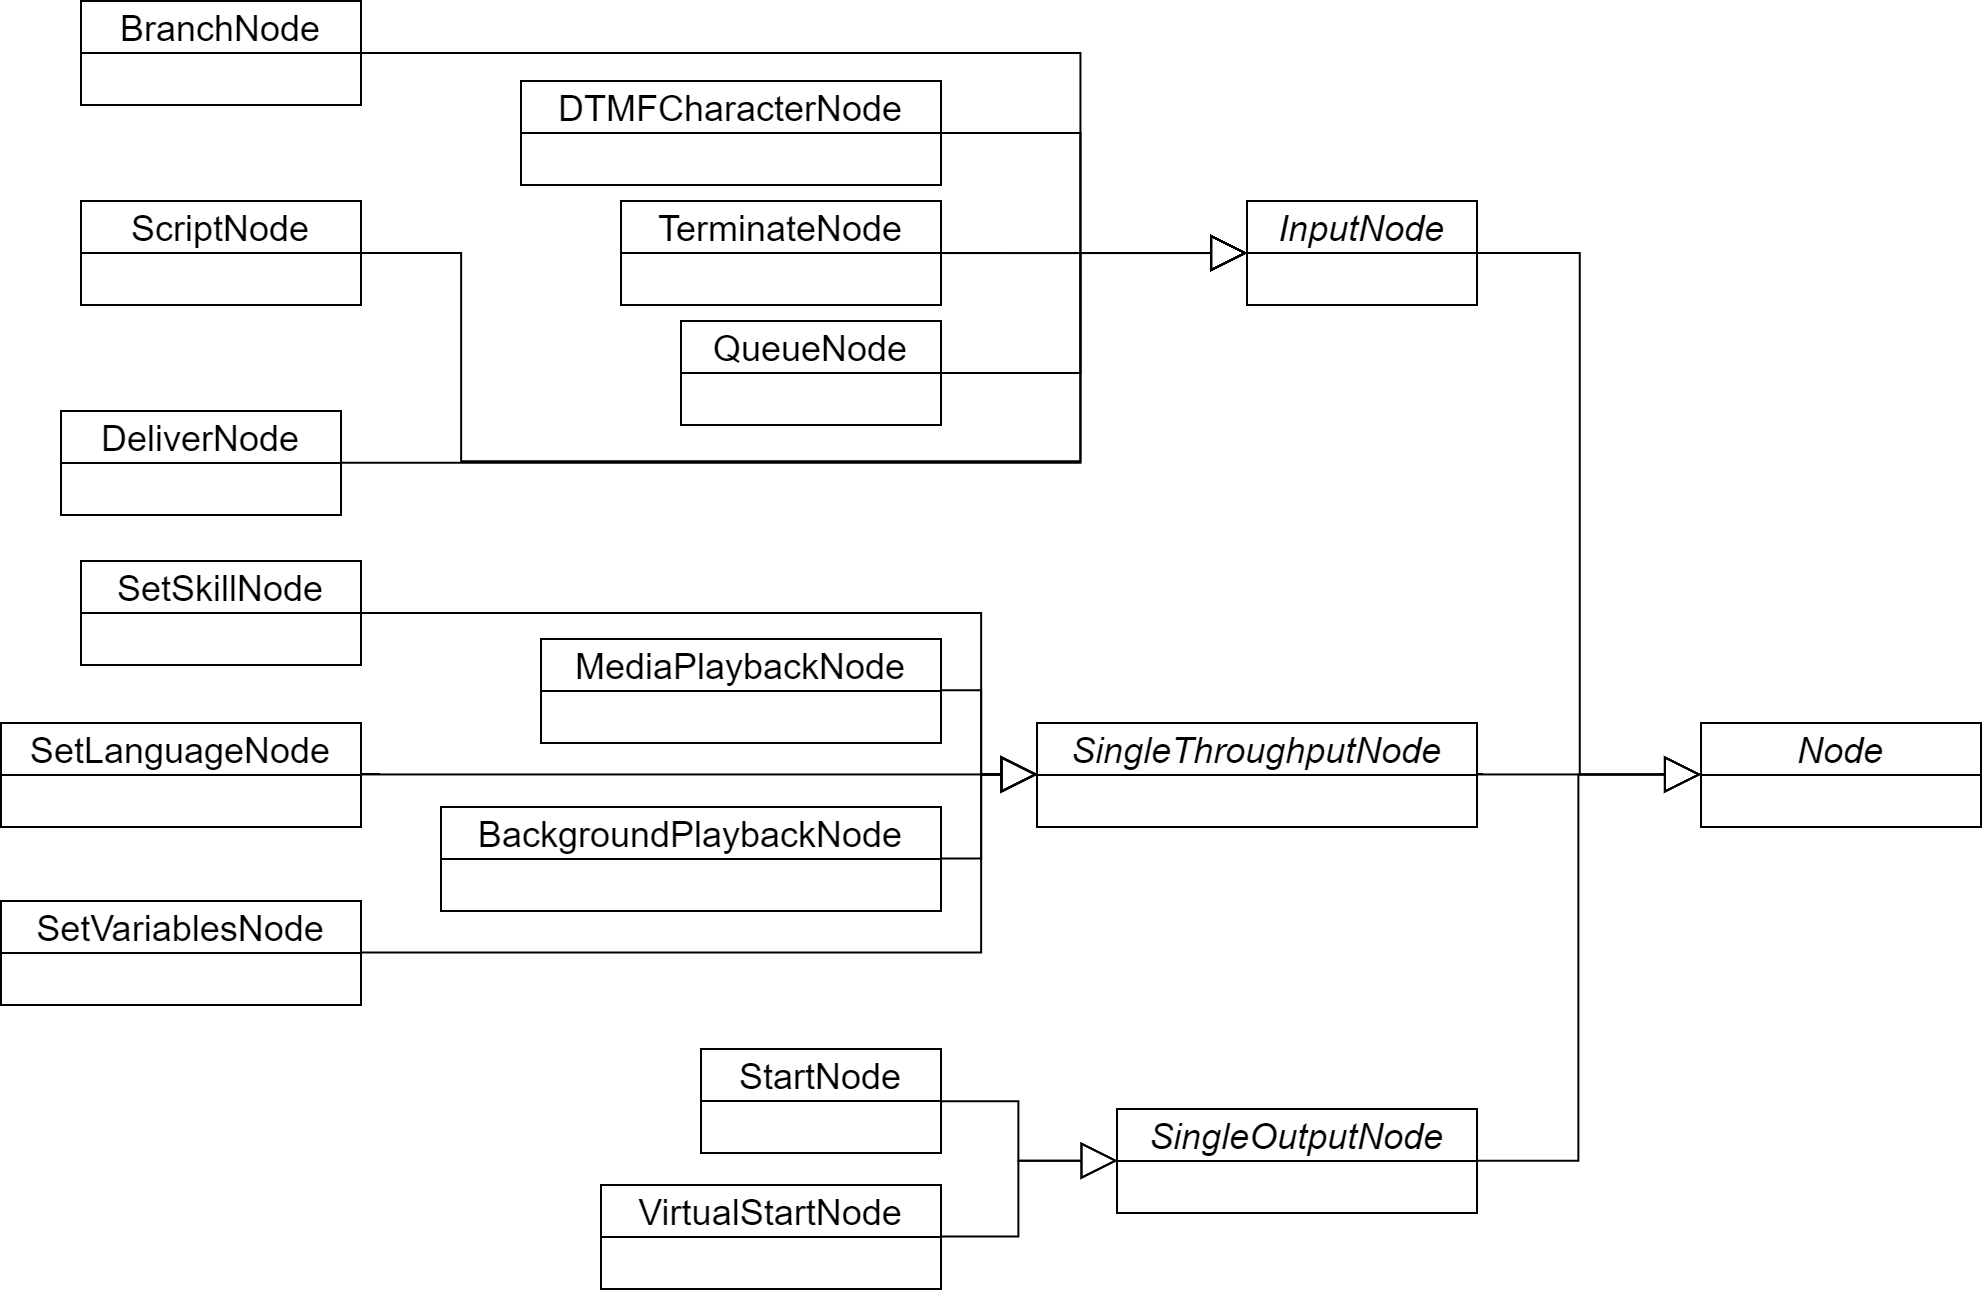 BranchNode
DTMFCharacterNode
ScriptNode
TerminateNode
InputNode
QueueNode
DeliverNode
SetSkillNode
MediaPlaybackNode
SetLanguageNode
SingleThroughputNode
Node
BackgroundPlaybackNode
SetVariablesNode
StartNode
SingleOutputNode
VirtualStartNode